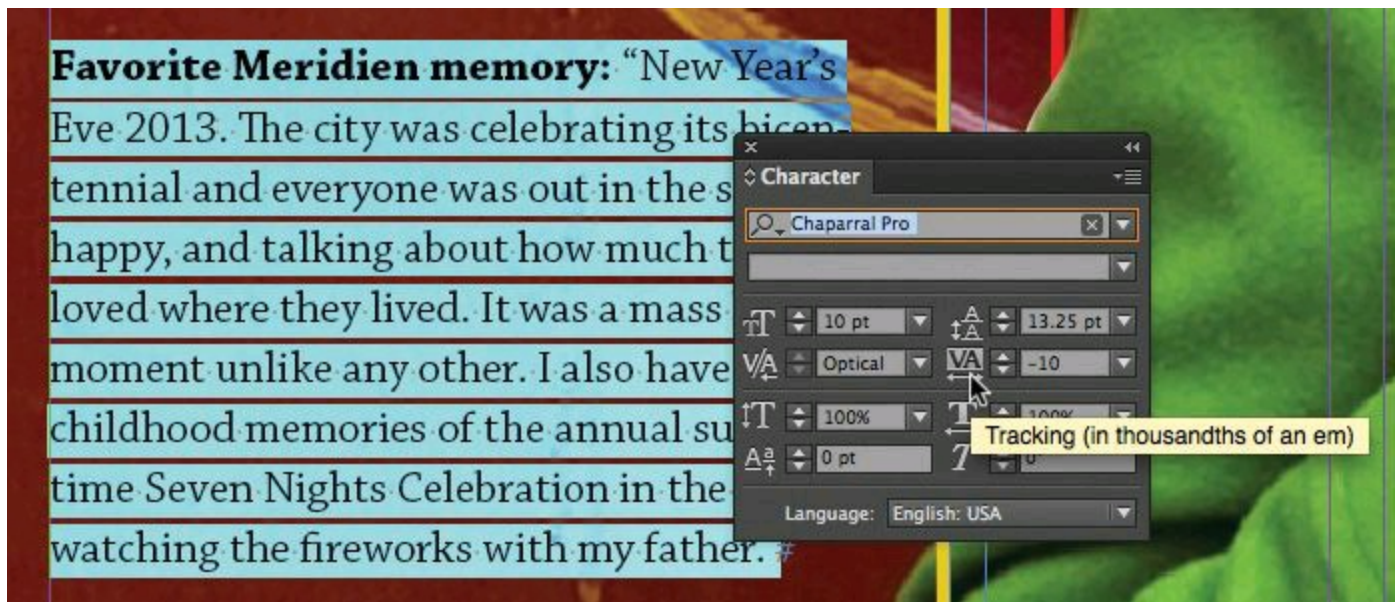 Favorite Meridien memory: “New Year’s
Eve 2013. The city was celebrating its bicen-
tennial and everyone was out in the s
happy, and talking about how much t
loved where they lived. It was a mass
moment unlike any other. I also have
childhood memories of the annual su
time Seven Nights Celebration in the
watching the fireworks with my father. #
Character
Chaparral Pro
10 pt 13.25 pt
Optical -10
100% 100%
Tracking (in thousandths of an em)
0 pt 0°
Language: English: USA